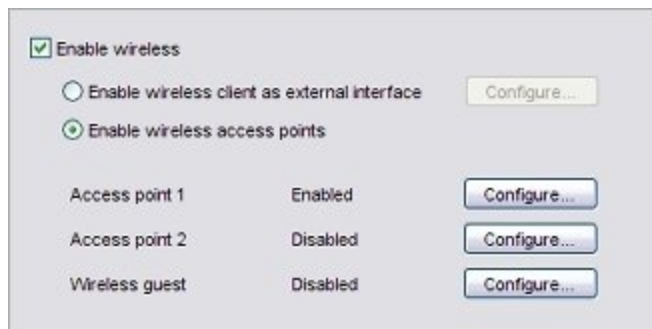 Enable wireless
Enable wireless client as external interface Configure...
Enable wireless access points
Access point 1 Enabled Configure...
Access point 2 Disabled Configure...
Wireless guest Disabled Configure...